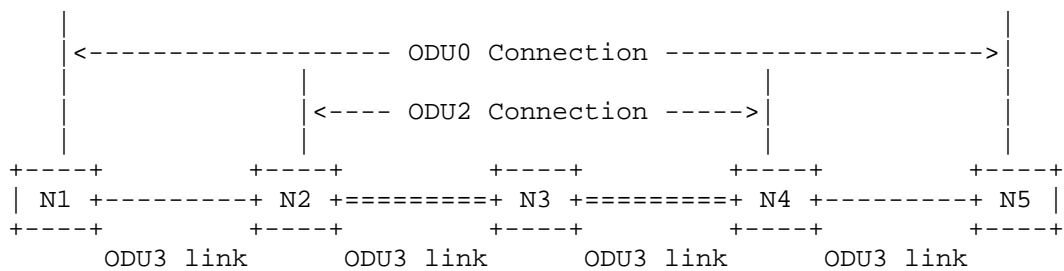 ODU0 Connection
ODU2 Connection
N1 N2 N3 N4 N5
ODU3 link ODU3 link ODU3 link ODU3 link